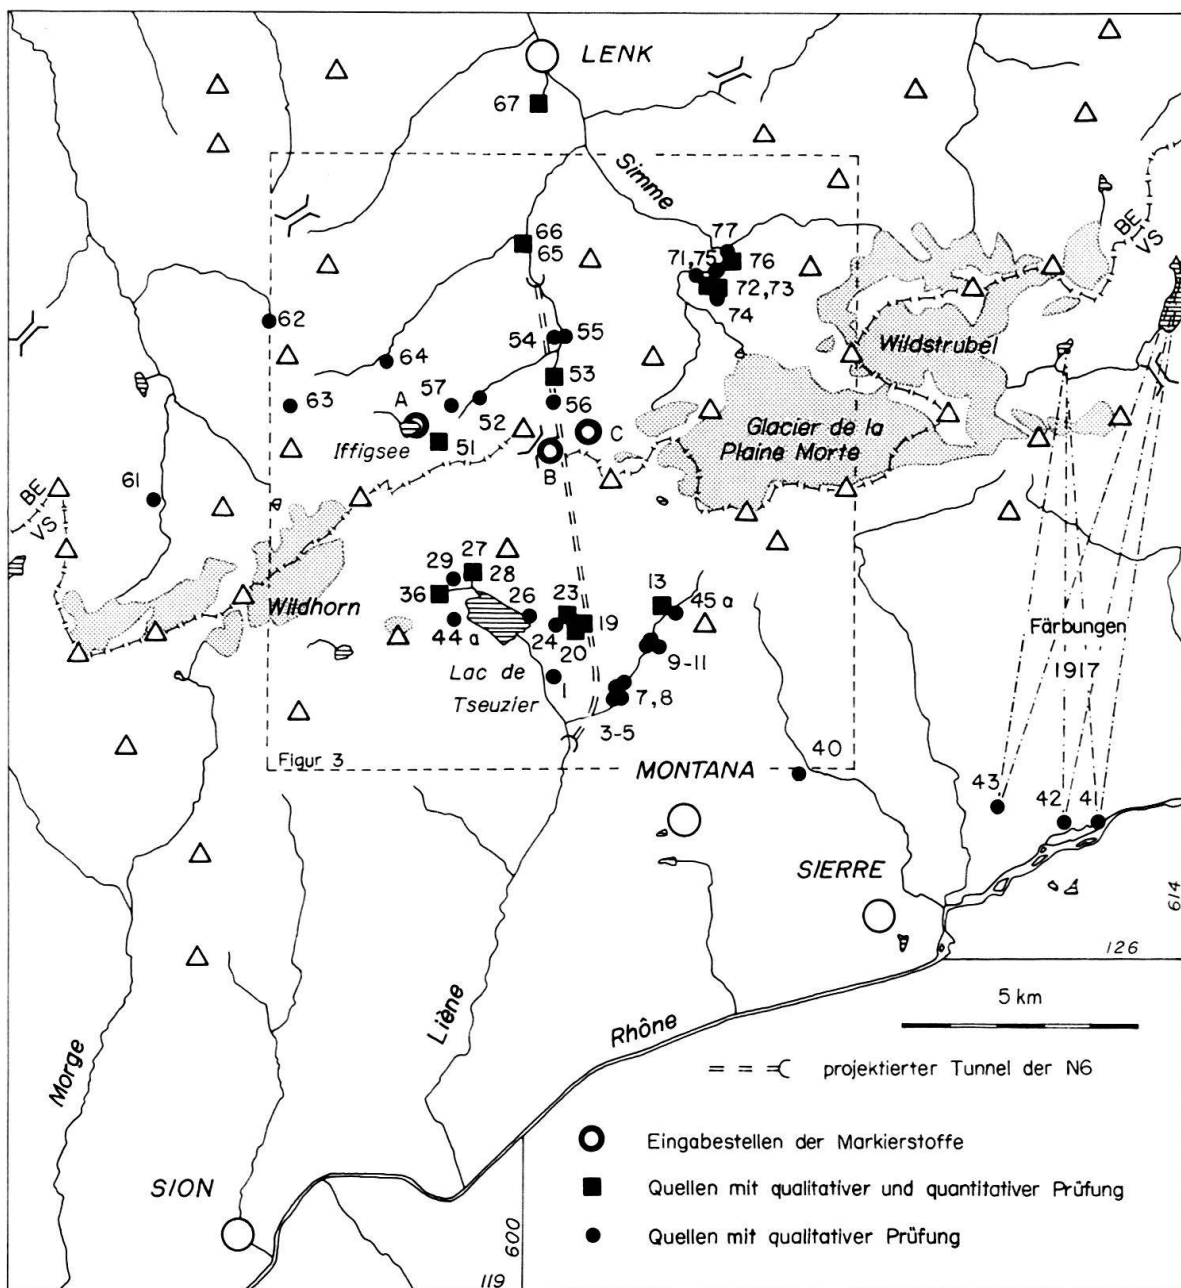 LENK
67
Simme
BE
VS
66
65
77
71,75
76
72,73
74
62
54
55
Wildstrubel
64
53
63
A
57
52
56
C
Glacier de la
Plaine Morte
Iffigsee
51
B
61
BE
VS
27
29
28
13
36
26
23
45 a
Wildhorn
19
44 a
24
20
9-11
Färbungen
1917
Lac de
Tseuzier
1
7,8
3-5
Figur 3
MONTANA
40
43
42
41
SIERRE
614
126
5 km
Liène
Rhône
Morge
projektierter Tunnel der N6
Eingabestellen der Markierstoffe
SION
Quellen mit qualitativer und quantitativer Prüfung
600
Quellen mit qualitativer Prüfung
119